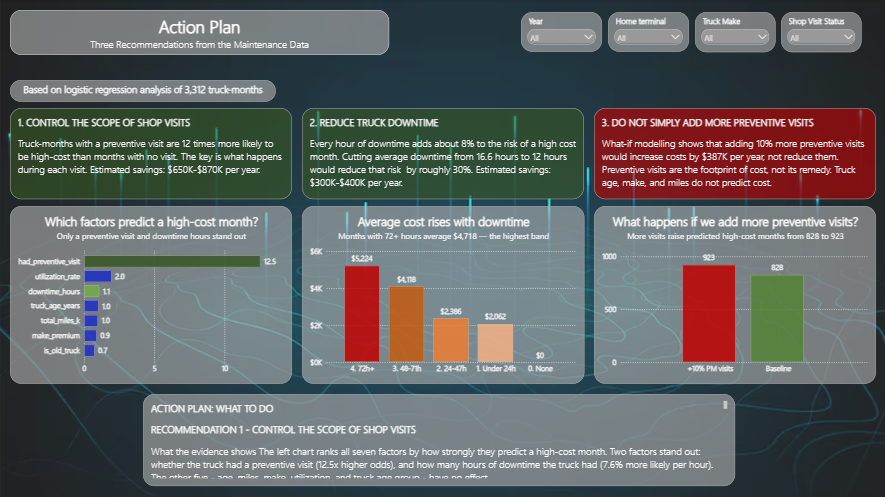 Action Plan
Three Recommendations from the Maintenance Data
Year
All
Home terminal
All
Truck Make
All
Shop Visit Status
All
Based on logistic regression analysis of 3,312 truck-months
1. CONTROL THE SCOPE OF SHOP VISITS
Truck-months with a preventive visit are 12 times more likely to
be high-cost than months with no visit. The key is what happens
during each visit. Estimated savings: $650K-$870K per year.
2. REDUCE TRUCK DOWNTIME
Every hour of downtime adds about 8% to the risk of a high cost
month. Cutting average downtime from 16.6 hours to 12 hours
would reduce that risk by roughly 30%. Estimated savings:
$300K-$400K per year.
3. DO NOT SIMPLY ADD MORE PREVENTIVE VISITS
What-if modelling shows that adding 10% more preventive visits
would increase costs by $387K per year, not reduce them.
Preventive visits are the footprint of cost, not its remedy. Truck
age, make, and miles do not predict cost.
Which factors predict a high-cost month?
Only a preventive visit and downtime hours stand out
had_preventive_visit
12.5
utilization_rate
2.0
downtime_hours
1.1
truck_age_years
1.0
total_miles_k
1.0
make_premium
0.9
is_old_truck
0.7
0
5
10
Average cost rises with downtime
Months with 72+ hours average $4,718 — the highest band
$6K
$4K
$2K
$0K
$5,224
$4,118
$2,386
$2,062
$0
4. 72h+
3. 48-71h
2. 24-47h
1. Under 24h
0. None
What happens if we add more preventive visits?
More visits raise predicted high-cost months from 828 to 923
1000
500
0
923
828
+10% PM visits
Baseline
ACTION PLAN: WHAT TO DO
RECOMMENDATION 1 - CONTROL THE SCOPE OF SHOP VISITS
What the evidence shows The left chart ranks all seven factors by how strongly they predict a high-cost month. Two factors stand out:
whether the truck had a preventive visit (12.5x higher odds), and how many hours of downtime the truck had (7.6% more likely per hour).
The other five - age, miles, make, utilization, and truck age group - have no effect.